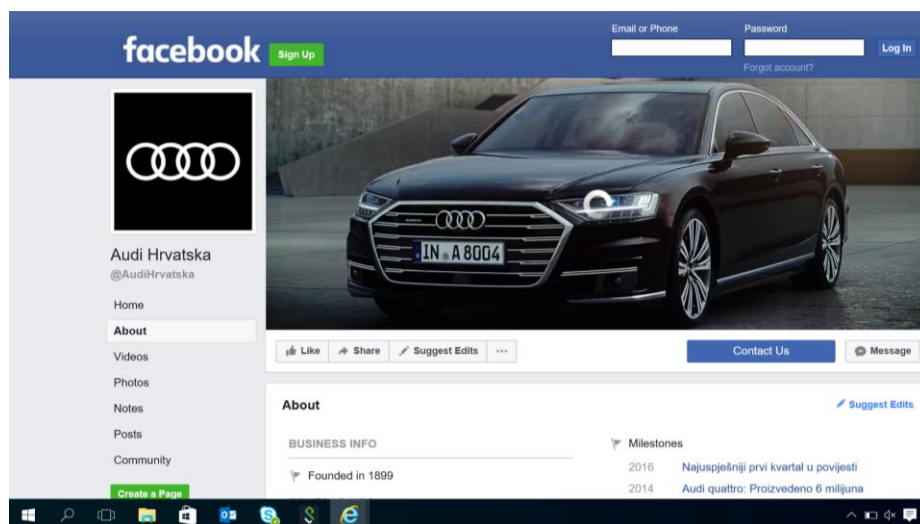 Email or Phone
Password
facebook
Sign Up
Log In
Forgot account?
IN A 8004
Audi Hrvatska
@AudiHrvatska
Home
About
Videos
Photos
Notes
Posts
Community
Create a Page
Like
Share
Suggest Edits
...
Contact Us
Message
About
Suggest Edits
BUSINESS INFO
Founded in 1899
Milestones
2016 Najuspješniji prvi kvartal u povijesti
2014 Audi quattro: Proizvedeno 6 milijuna